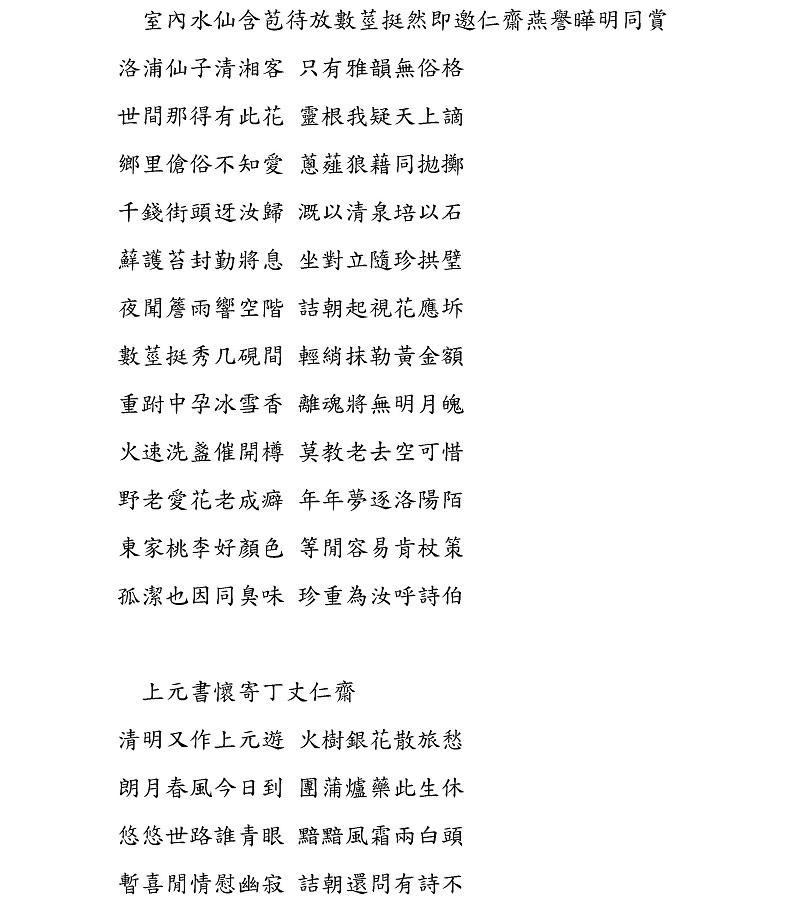 室內水仙含苞待放數莖挺然即邀仁齋燕譽曄明同賞
洛浦仙子清湘客 只有雅韻無俗格
世間那得有此花 靈根我疑天上謫
鄉里傖俗不知愛 蔥薤狼藉同拋擲
千錢街頭迓汝歸 溉以清泉培以石
蘇護苔封勤將息 坐對立隨珍拱璧
夜聞簷雨響空階 詰朝起視花應坼
數莖挺秀几硯間 輕綃抹勒黃金額
重跗中孕冰雪香 離魂將無明月魄
火速洗盞催開樽 莫教老去空可惜
野老愛花老成癖 年年夢逐洛陽陌
東家桃李好顏色 等閒容易肯杖策
孤潔也因同臭味 珍重為汝呼詩伯
上元書懷寄丁丈仁齋
清明又作上元遊 火樹銀花散旅愁
朗月春風今日到 團蒲爐藥此生休
悠悠世路誰青眼 黯黯風霜兩白頭
暫喜閒情慰幽寂 詰朝還問有詩不